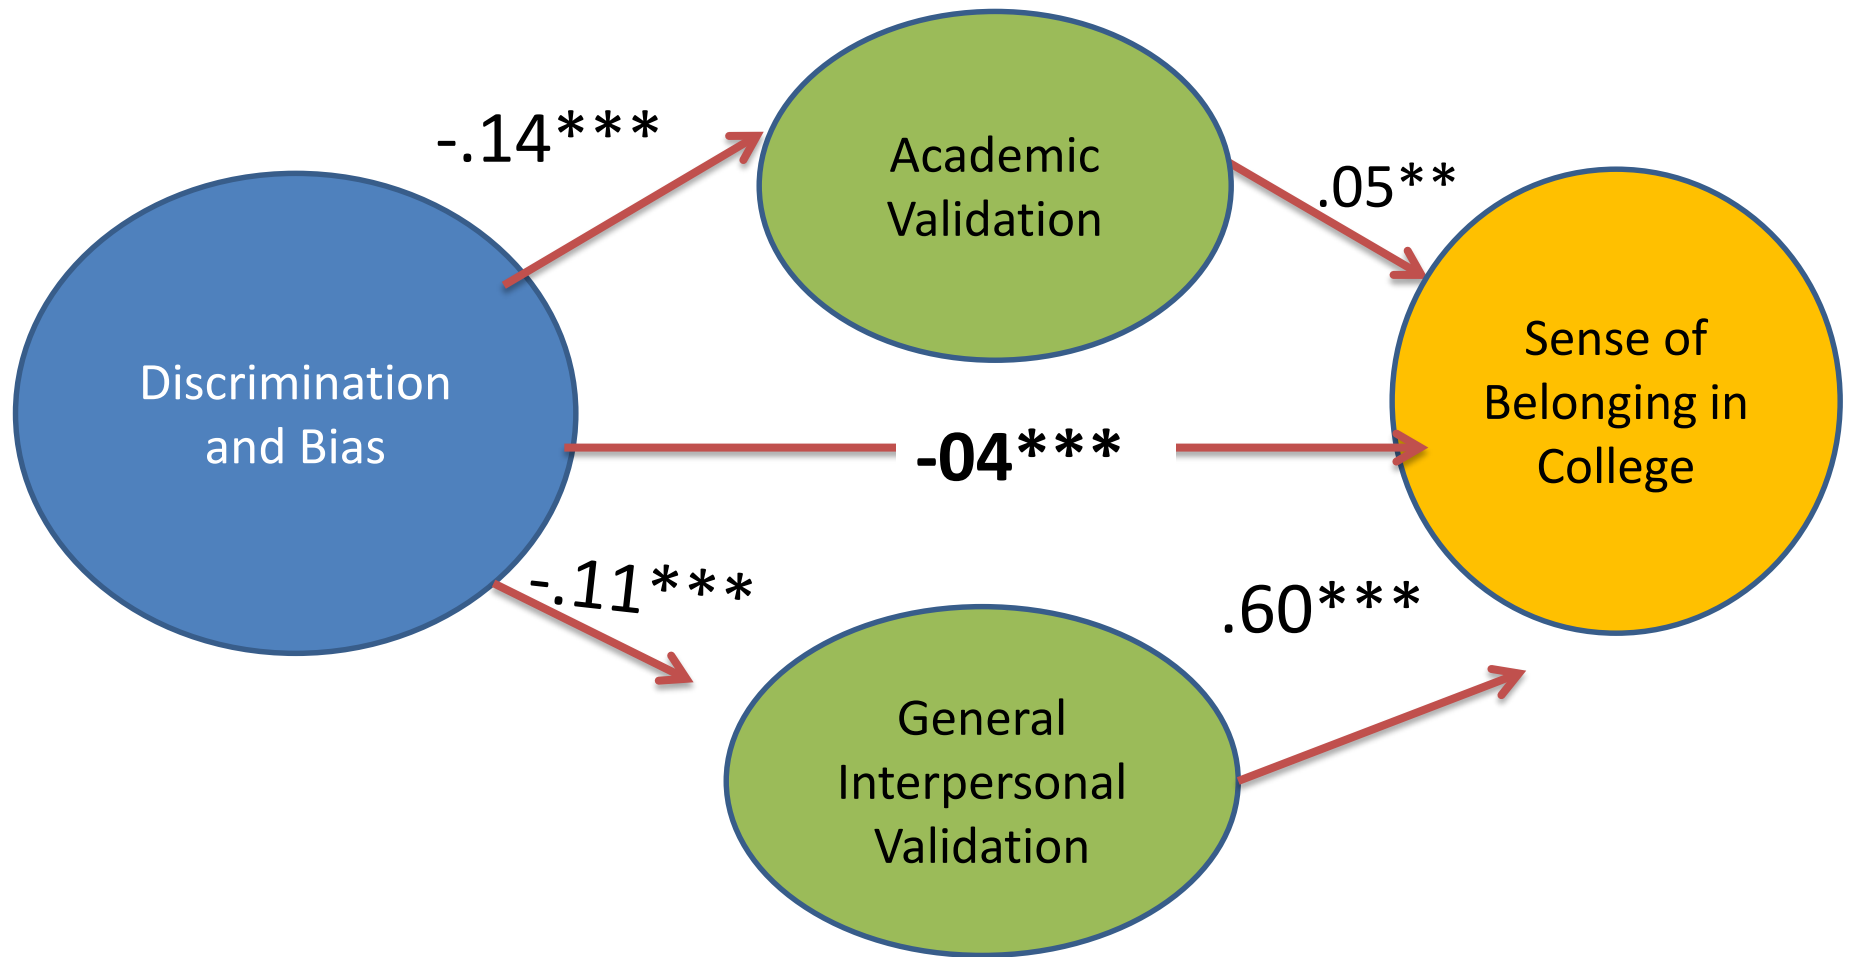 -.14***
Academic
Validation
.05**
Discrimination
and Bias
-04***
Sense of
Belonging in
College
-.11***
.60***
General
Interpersonal
Validation